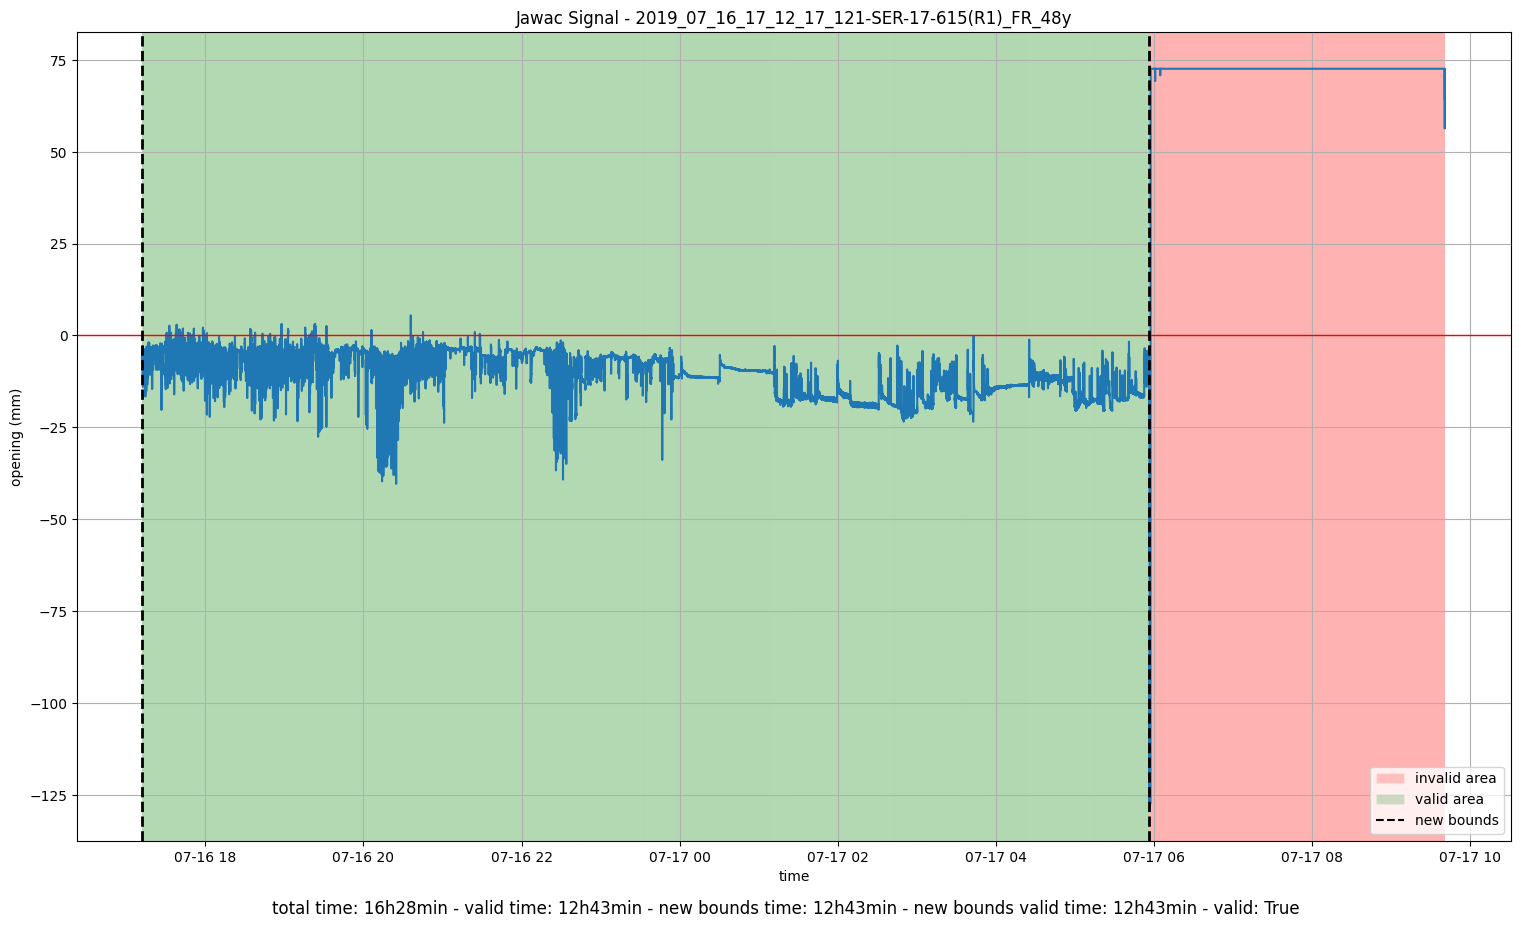 Jawac Signal - 2019_07_16_17_12_17_121-SER-17-615(R1)_FR_48y
opening (mm)
75
50
25
0
−25
−50
−75
−100
−125
invalid area
valid area
new bounds
07-16 18
07-16 20
07-16 22
07-17 00
07-17 02
07-17 04
07-17 06
07-17 08
07-17 10
time
total time: 16h28min - valid time: 12h43min - new bounds time: 12h43min - new bounds valid time: 12h43min - valid: True